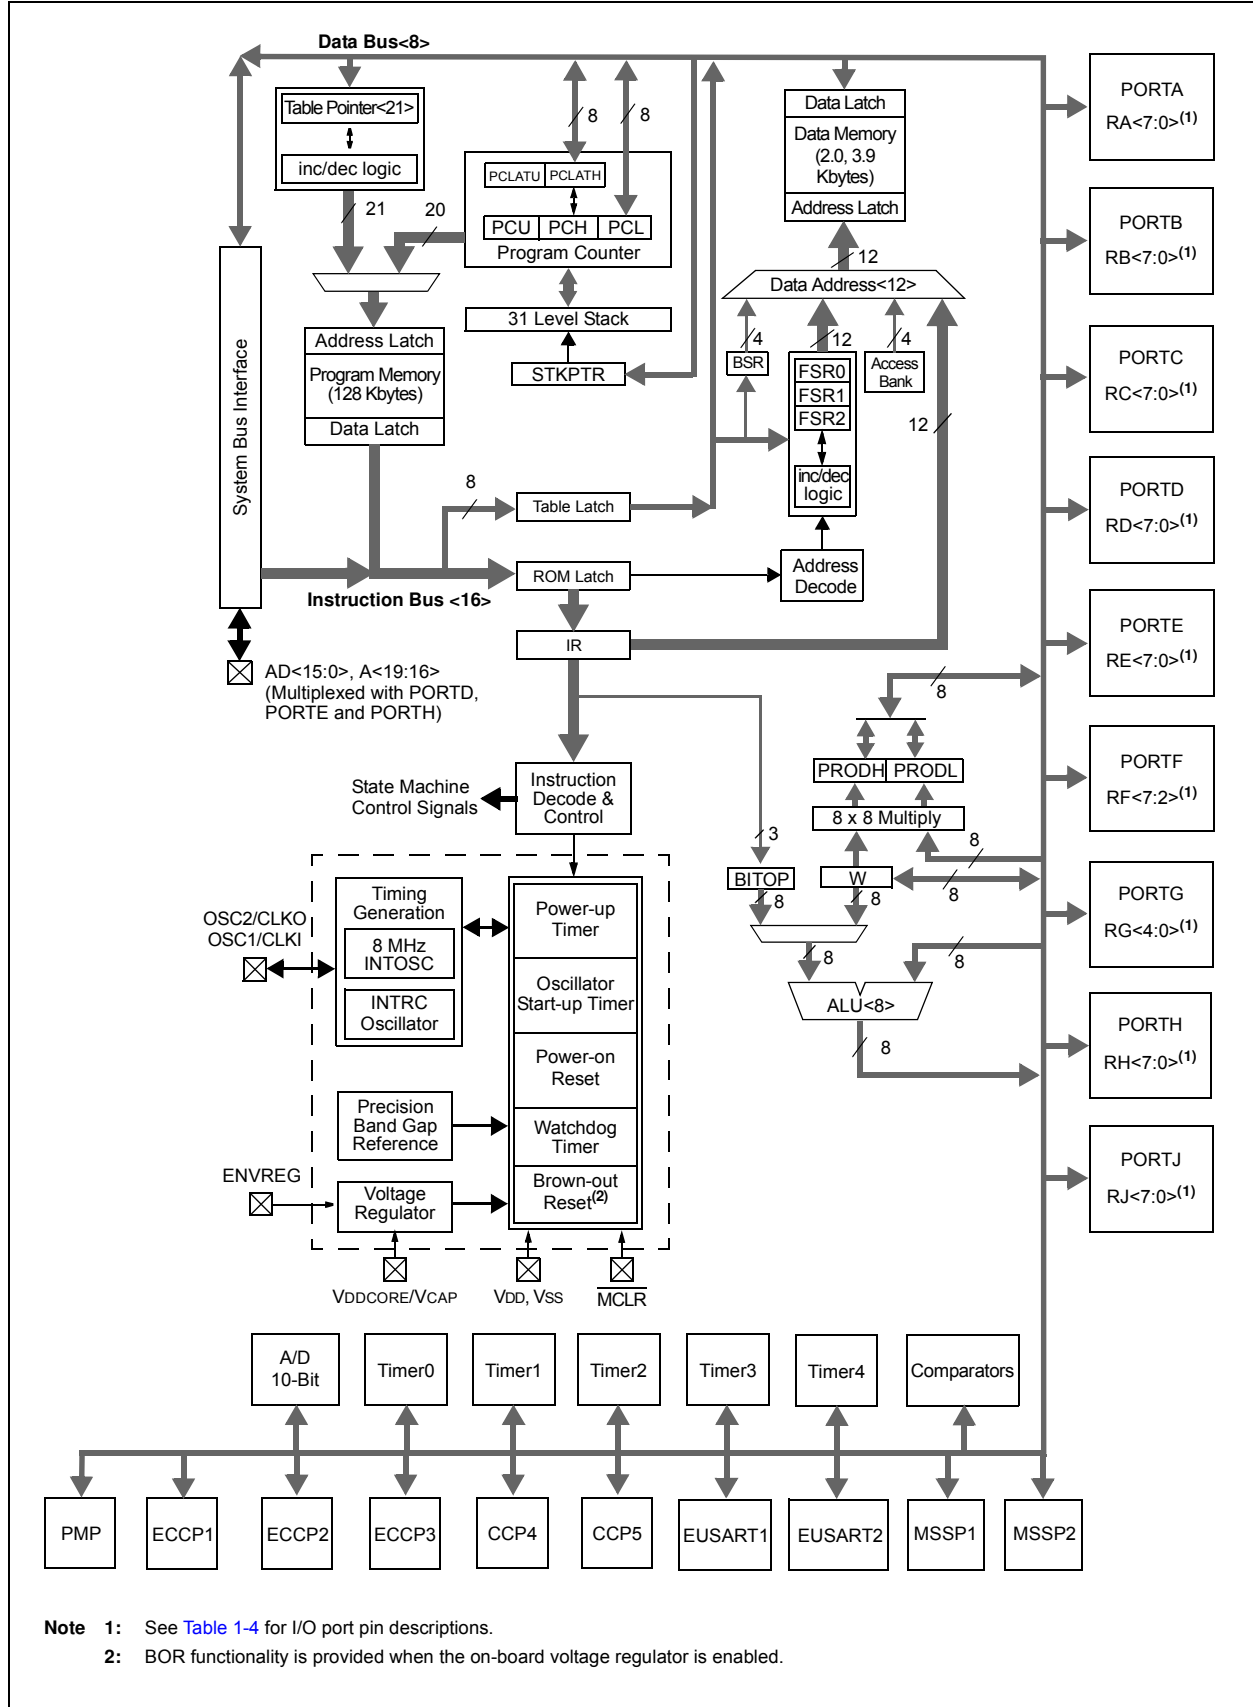 Data Bus<8>
Table Pointer<21>
inc/dec logic
21
20
8
8
PCLATU PCLATH
PCU PCH PCL
Program Counter
31 Level Stack
STKPTR
Data Latch
Data Memory
(2.0, 3.9
Kbytes)
Address Latch
12
Data Address<12>
4
12
4
BSR
FSR0
FSR1
FSR2
inc/dec
logic
Access
Bank
12
Address
Decode
System Bus Interface
Address Latch
Program Memory
(128 Kbytes)
Data Latch
8
Table Latch
ROM Latch
Instruction Bus <16>
IR
AD<15:0>, A<19:16>
(Multiplexed with PORTD,
PORTE and PORTH)
State Machine
Control Signals
Instruction
Decode &
Control
8
PRODH PRODL
8 x 8 Multiply
3
8
BITOP
W
8
8
8
8
8
ALU<8>
8
OSC2/CLKO
OSC1/CLKI
Timing
Generation
8 MHz
INTOSC
INTRC
Oscillator
Power-up
Timer
Oscillator
Start-up Timer
Power-on
Reset
Watchdog
Timer
Brown-out
Reset(2)
Precision
Band Gap
Reference
ENVREG
Voltage
Regulator
VDDCORE/VCAP
VDD, VSS
MCLR
PORTA
RA<7:0>(1)
PORTB
RB<7:0>(1)
PORTC
RC<7:0>(1)
PORTD
RD<7:0>(1)
PORTE
RE<7:0>(1)
PORTF
RF<7:2>(1)
PORTG
RG<4:0>(1)
PORTH
RH<7:0>(1)
PORTJ
RJ<7:0>(1)
A/D
10-Bit
Timer0
Timer1
Timer2
Timer3
Timer4
Comparators
PMP
ECCP1
ECCP2
ECCP3
CCP4
CCP5
EUSART1
EUSART2
MSSP1
MSSP2
Note 1: See Table 1-4 for I/O port pin descriptions.
2: BOR functionality is provided when the on-board voltage regulator is enabled.